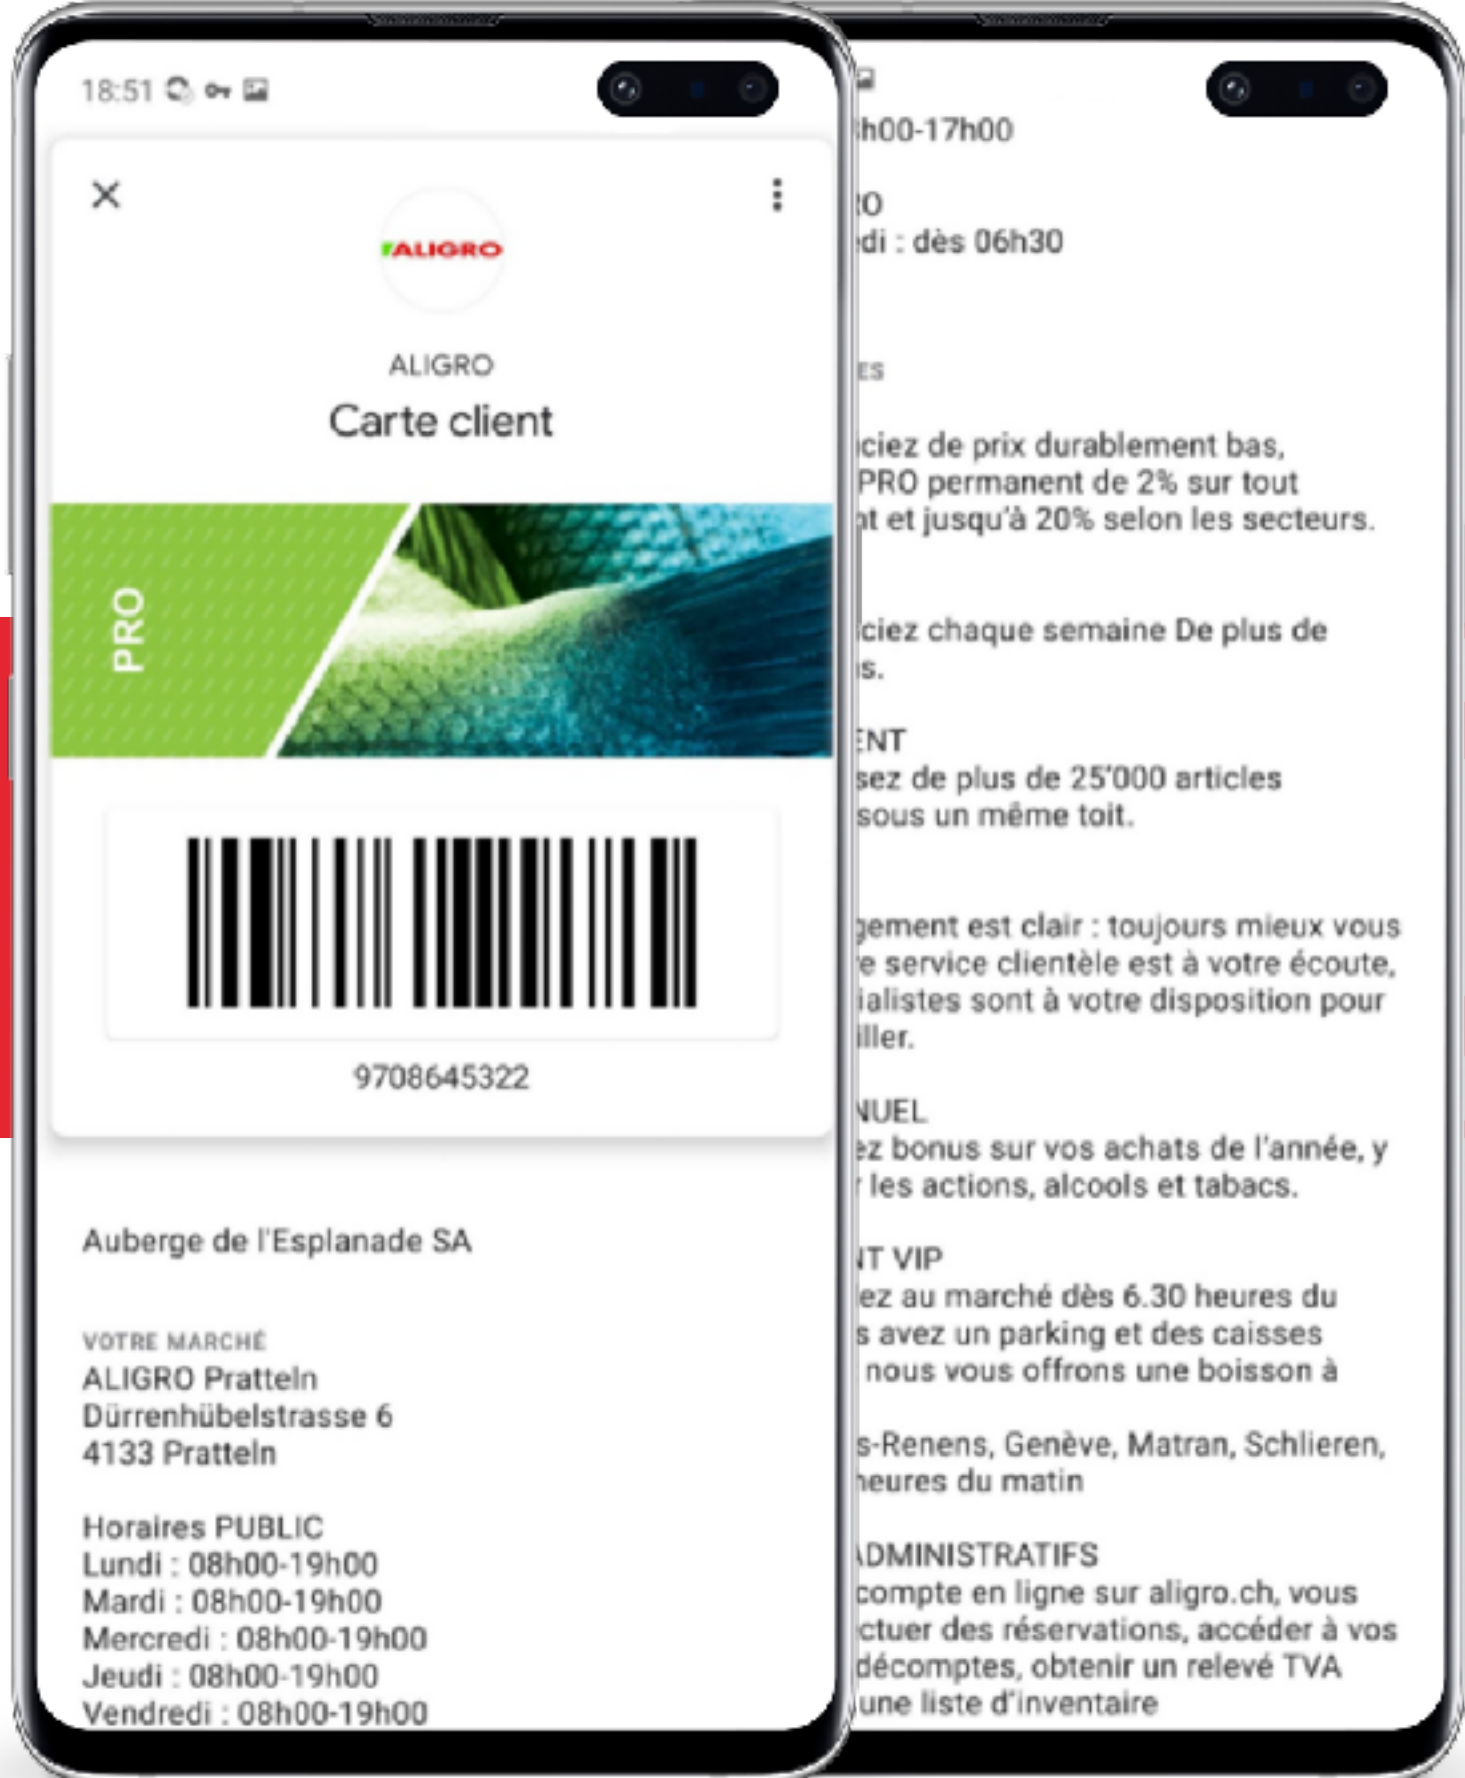 18:51
ALIGRO
ALIGRO
Carte client
PRO
9708645322
Auberge de l'Esplanade SA
VOTRE MARCHÉ
ALIGRO Pratteln
Dürrenhübelstrasse 6
4133 Pratteln
Horaires PUBLIC
Lundi : 08h00-19h00
Mardi : 08h00-19h00
Mercredi : 08h00-19h00
Jeudi : 08h00-19h00
Vendredi : 08h00-19h00
h00-17h00
RO
di : dès 06h30
ES
ciez de prix durablement bas,
PRO permanent de 2% sur tout
nt et jusqu'à 20% selon les secteurs.
ciez chaque semaine De plus de
s.
ENT
sez de plus de 25'000 articles
sous un même toit.
gement est clair : toujours mieux vous
e service clientèle est à votre écoute,
ialistes sont à votre disposition pour
iller.
NUEL
ez bonus sur vos achats de l'année, y
r les actions, alcools et tabacs.
NT VIP
ez au marché dès 6.30 heures du
s avez un parking et des caisses
nous vous offrons une boisson à
s-Renens, Genève, Matran, Schlieren,
heures du matin
ADMINISTRATIFS
compte en ligne sur aligro.ch, vous
ctuer des réservations, accéder à vos
décomptes, obtenir un relevé TVA
une liste d'inventaire